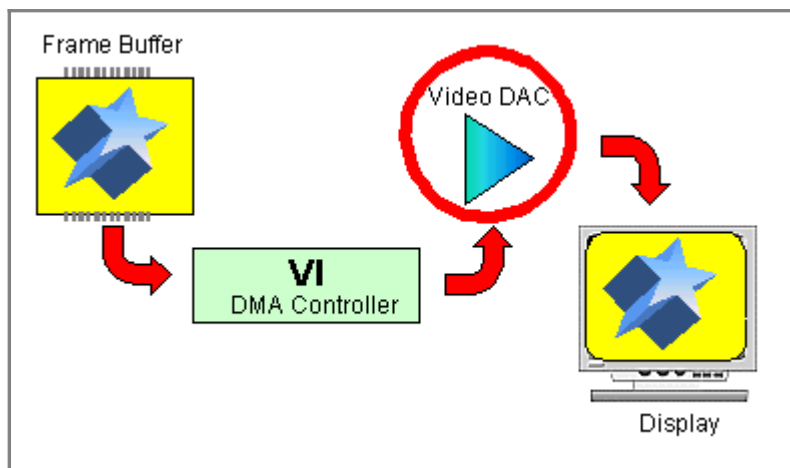 Frame Buffer
Video DAC
VI
DMA Controller
Display